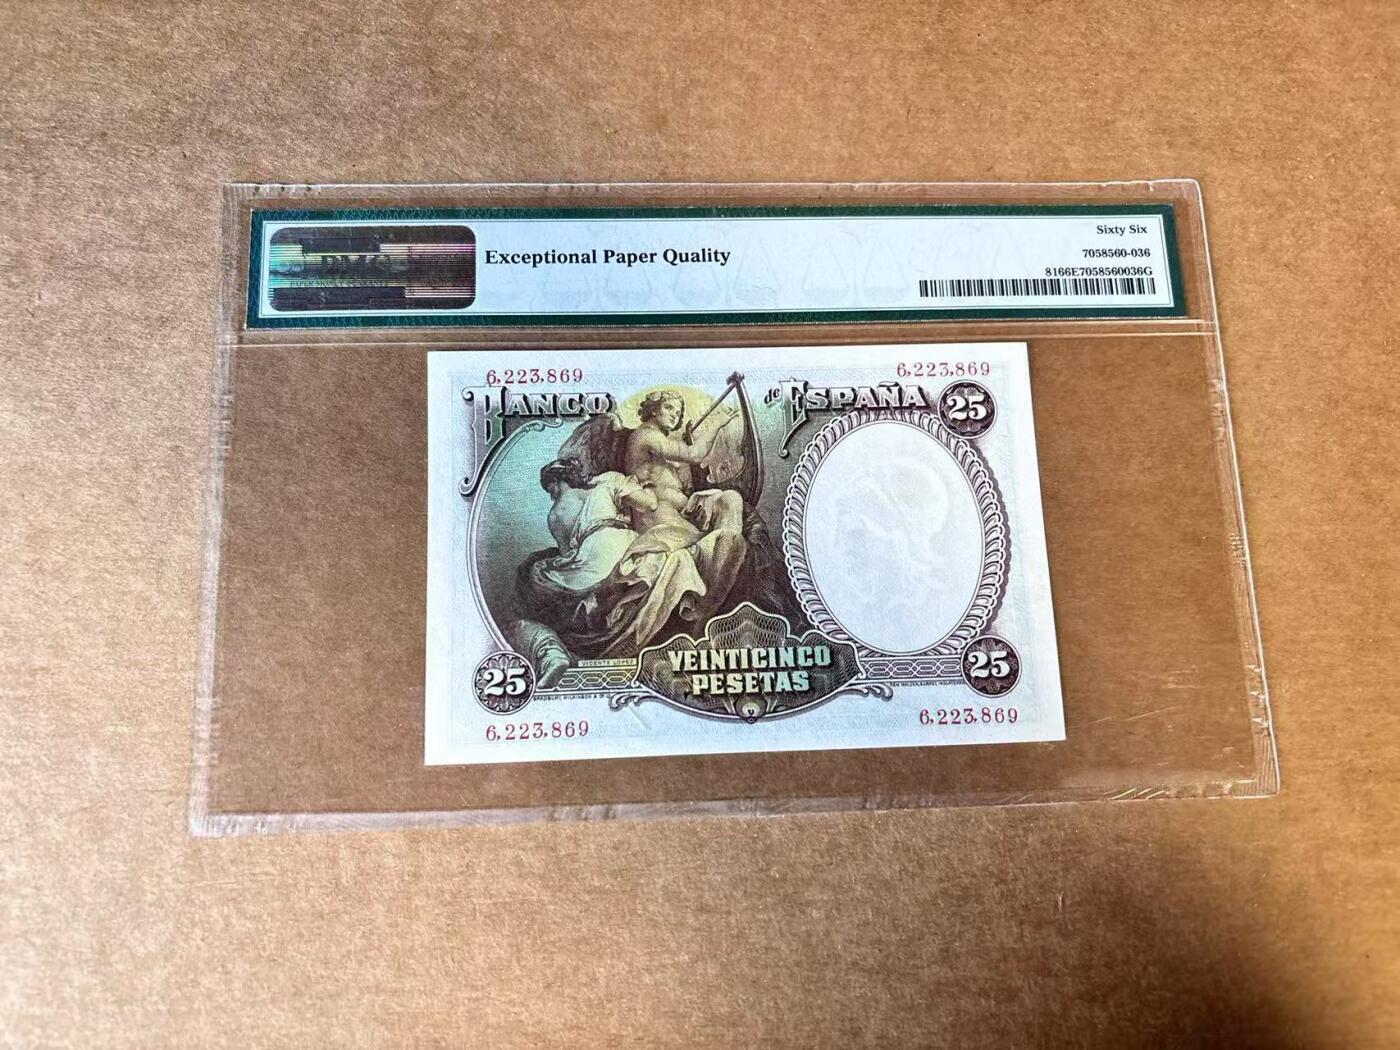 PMG
Exceptional Paper Quality
Sixty Six
7058560-036
8166E7058560036G
6,223,869
6,223,869
BANCO de ESPAÑA
25
VICENTE LOPEZ
25
VEINTICINCO
PESETAS
25
6,223,869
6,223,869